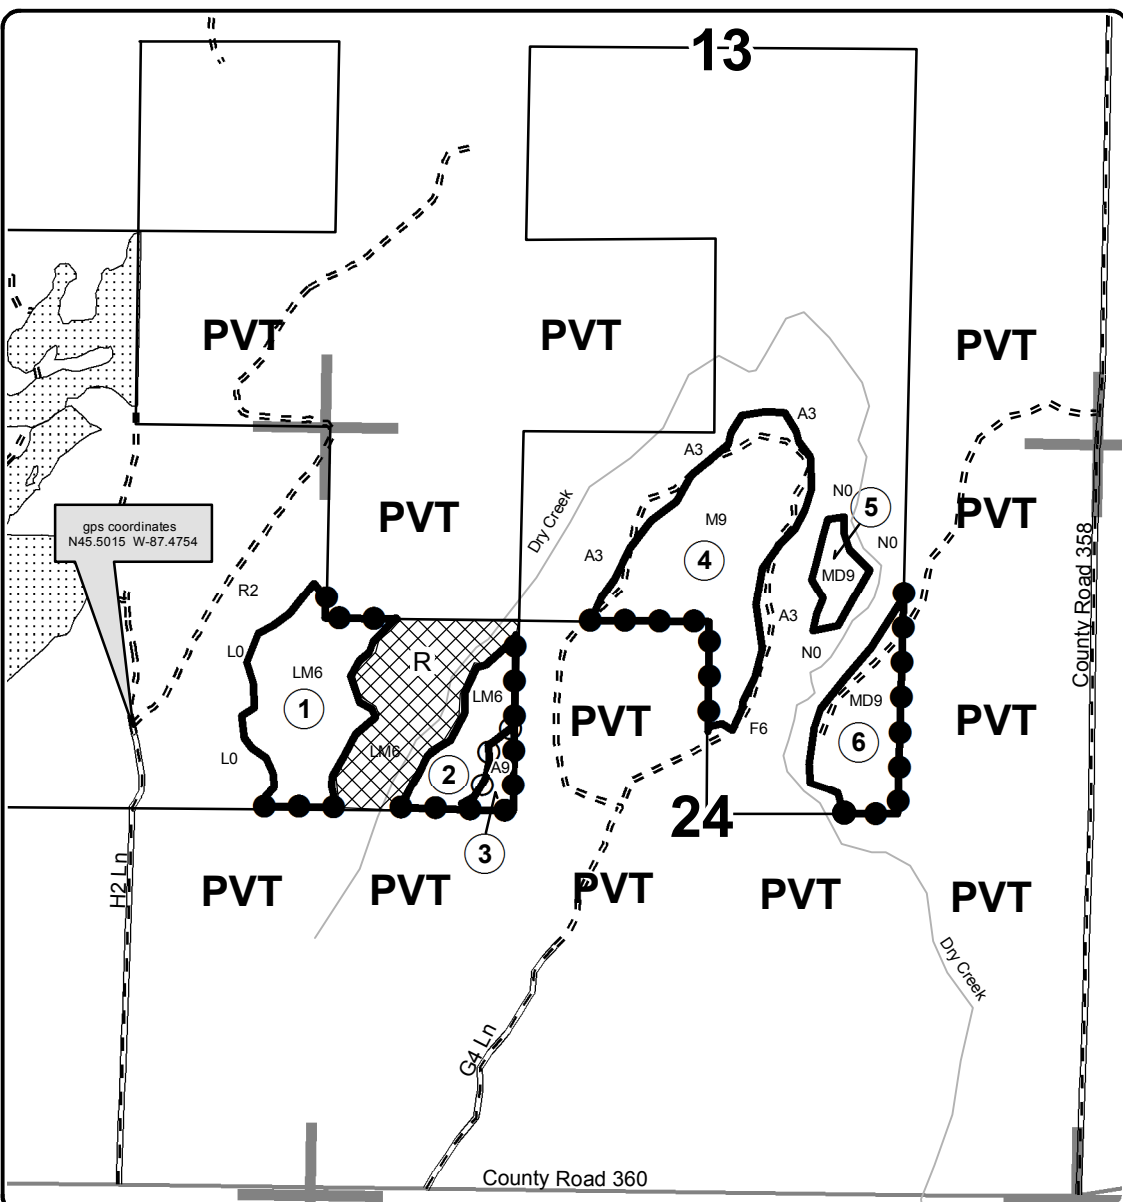 13
PVT
PVT
PVT
A3
A3
Dry Creek
N0
5
PVT
PVT
M9
gps coordinates
N45.5015 W-87.4754
N0
A3
4
MD9
R2
County Road 358
A3
L0
N0
R
LM6
LM6
MD9
1
PVT
PVT
F6
6
LM6
L0
A9
2
24
3
H2 Ln
PVT
PVT
PVT
PVT
PVT
Dry Creek
G4 Ln
County Road 360